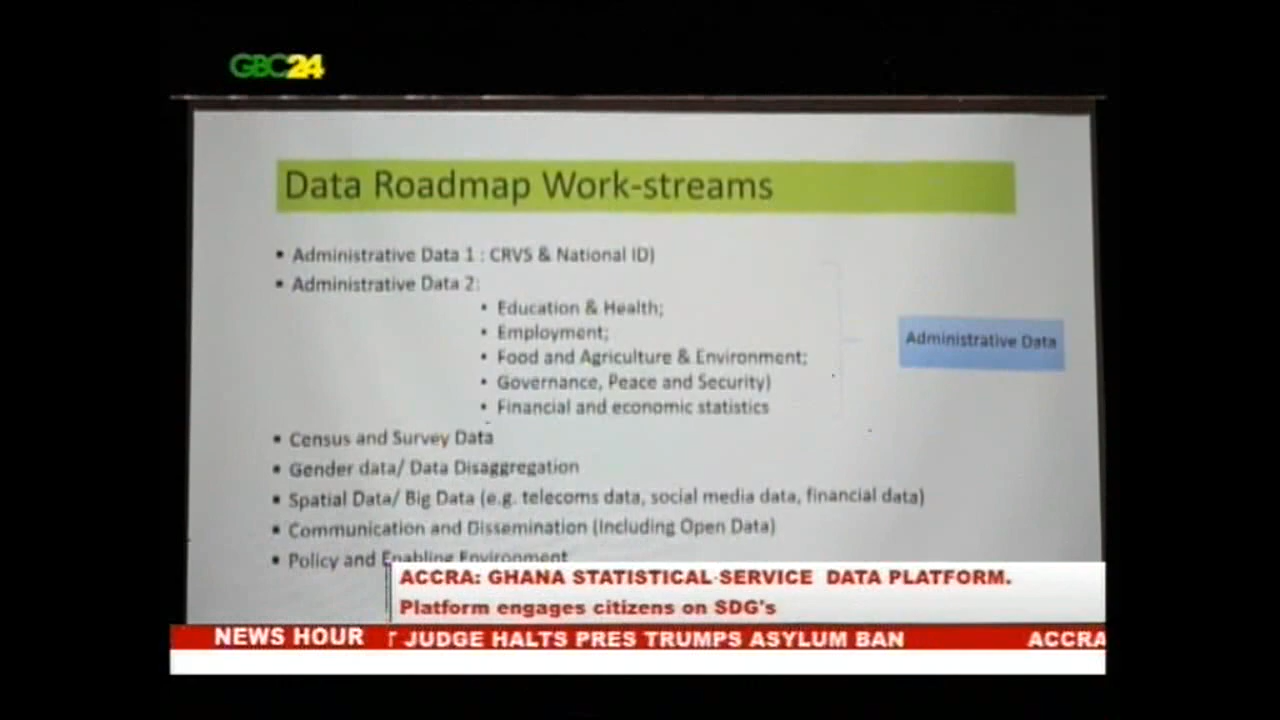 GBC24
Data Roadmap Work-streams
• Administrative Data 1 : CRVS & National ID)
• Administrative Data 2:
• Education & Health;
• Employment;
• Food and Agriculture & Environment;
• Governance, Peace and Security)
• Financial and economic statistics
Administrative Data
• Census and Survey Data
• Gender data/ Data Disaggregation
• Spatial Data/ Big Data (e.g. telecoms data, social media data, financial data)
• Communication and Dissemination (Including Open Data)
• Policy and Enabling Environment
ACCRA: GHANA STATISTICAL SERVICE DATA PLATFORM.
Platform engages citizens on SDG's
NEWS HOUR T JUDGE HALTS PRES TRUMPS ASYLUM BAN ACCRA